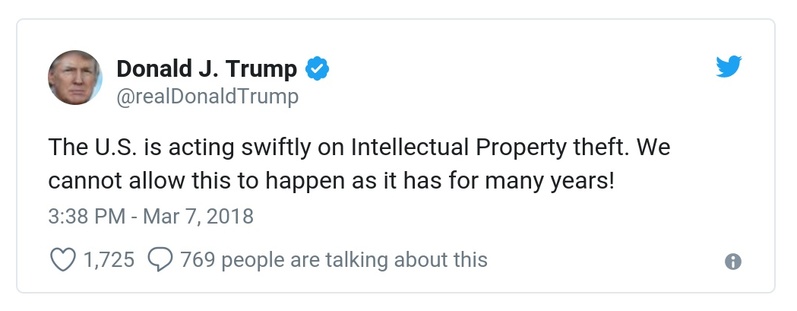 Donald J. Trump
@realDonaldTrump
The U.S. is acting swiftly on Intellectual Property theft. We
cannot allow this to happen as it has for many years!
3:38 PM - Mar 7, 2018
1,725 769 people are talking about this